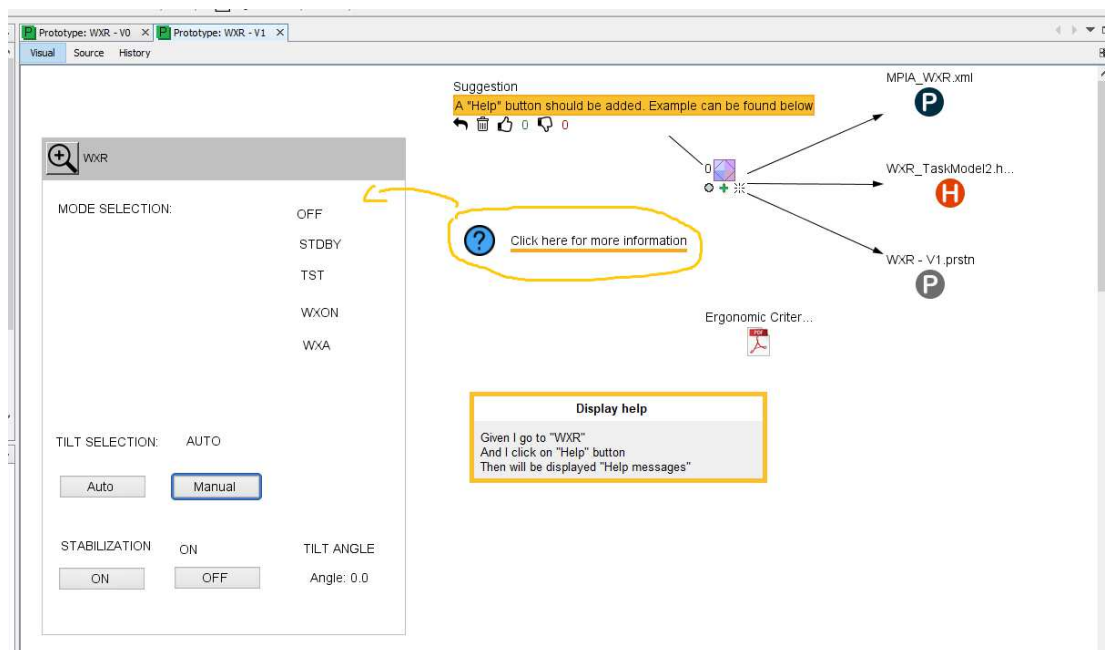 Prototype: WXR - V0
Prototype: WXR - V1
Visual Source History
Suggestion
A "Help" button should be added. Example can be found below
0 0
MPIA_WXR.xml
P
0
WXR_TaskModel2.h...
H
WXR - V1.prstn
P
WXR
MODE SELECTION:
OFF
STDBY
TST
WXON
WXA
? Click here for more information
Ergonomic Criter...
PDF
Display help
Given I go to "WXR"
And I click on "Help" button
Then will be displayed "Help messages"
TILT SELECTION: AUTO
Auto Manual
STABILIZATION ON TILT ANGLE
ON OFF Angle: 0.0